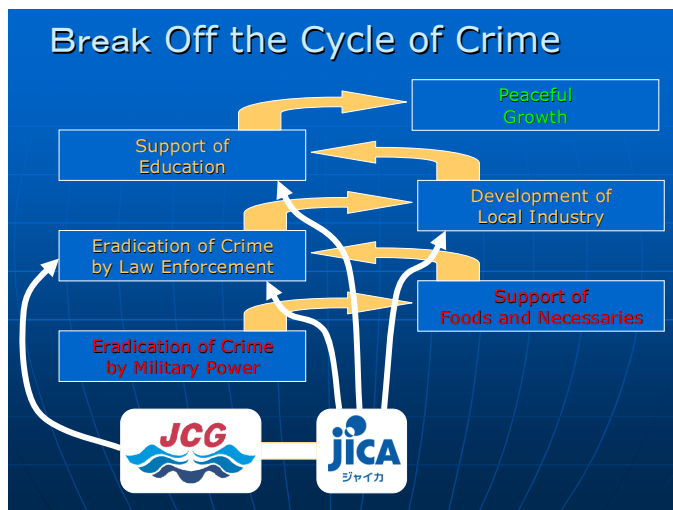 Break Off the Cycle of Crime
Peaceful
Growth
Support of
Education
Development of
Local Industry
Eradication of Crime
by Law Enforcement
Support of
Foods and Necessaries
Eradication of Crime
by Military Power
JCG
jICA
ジャイカ